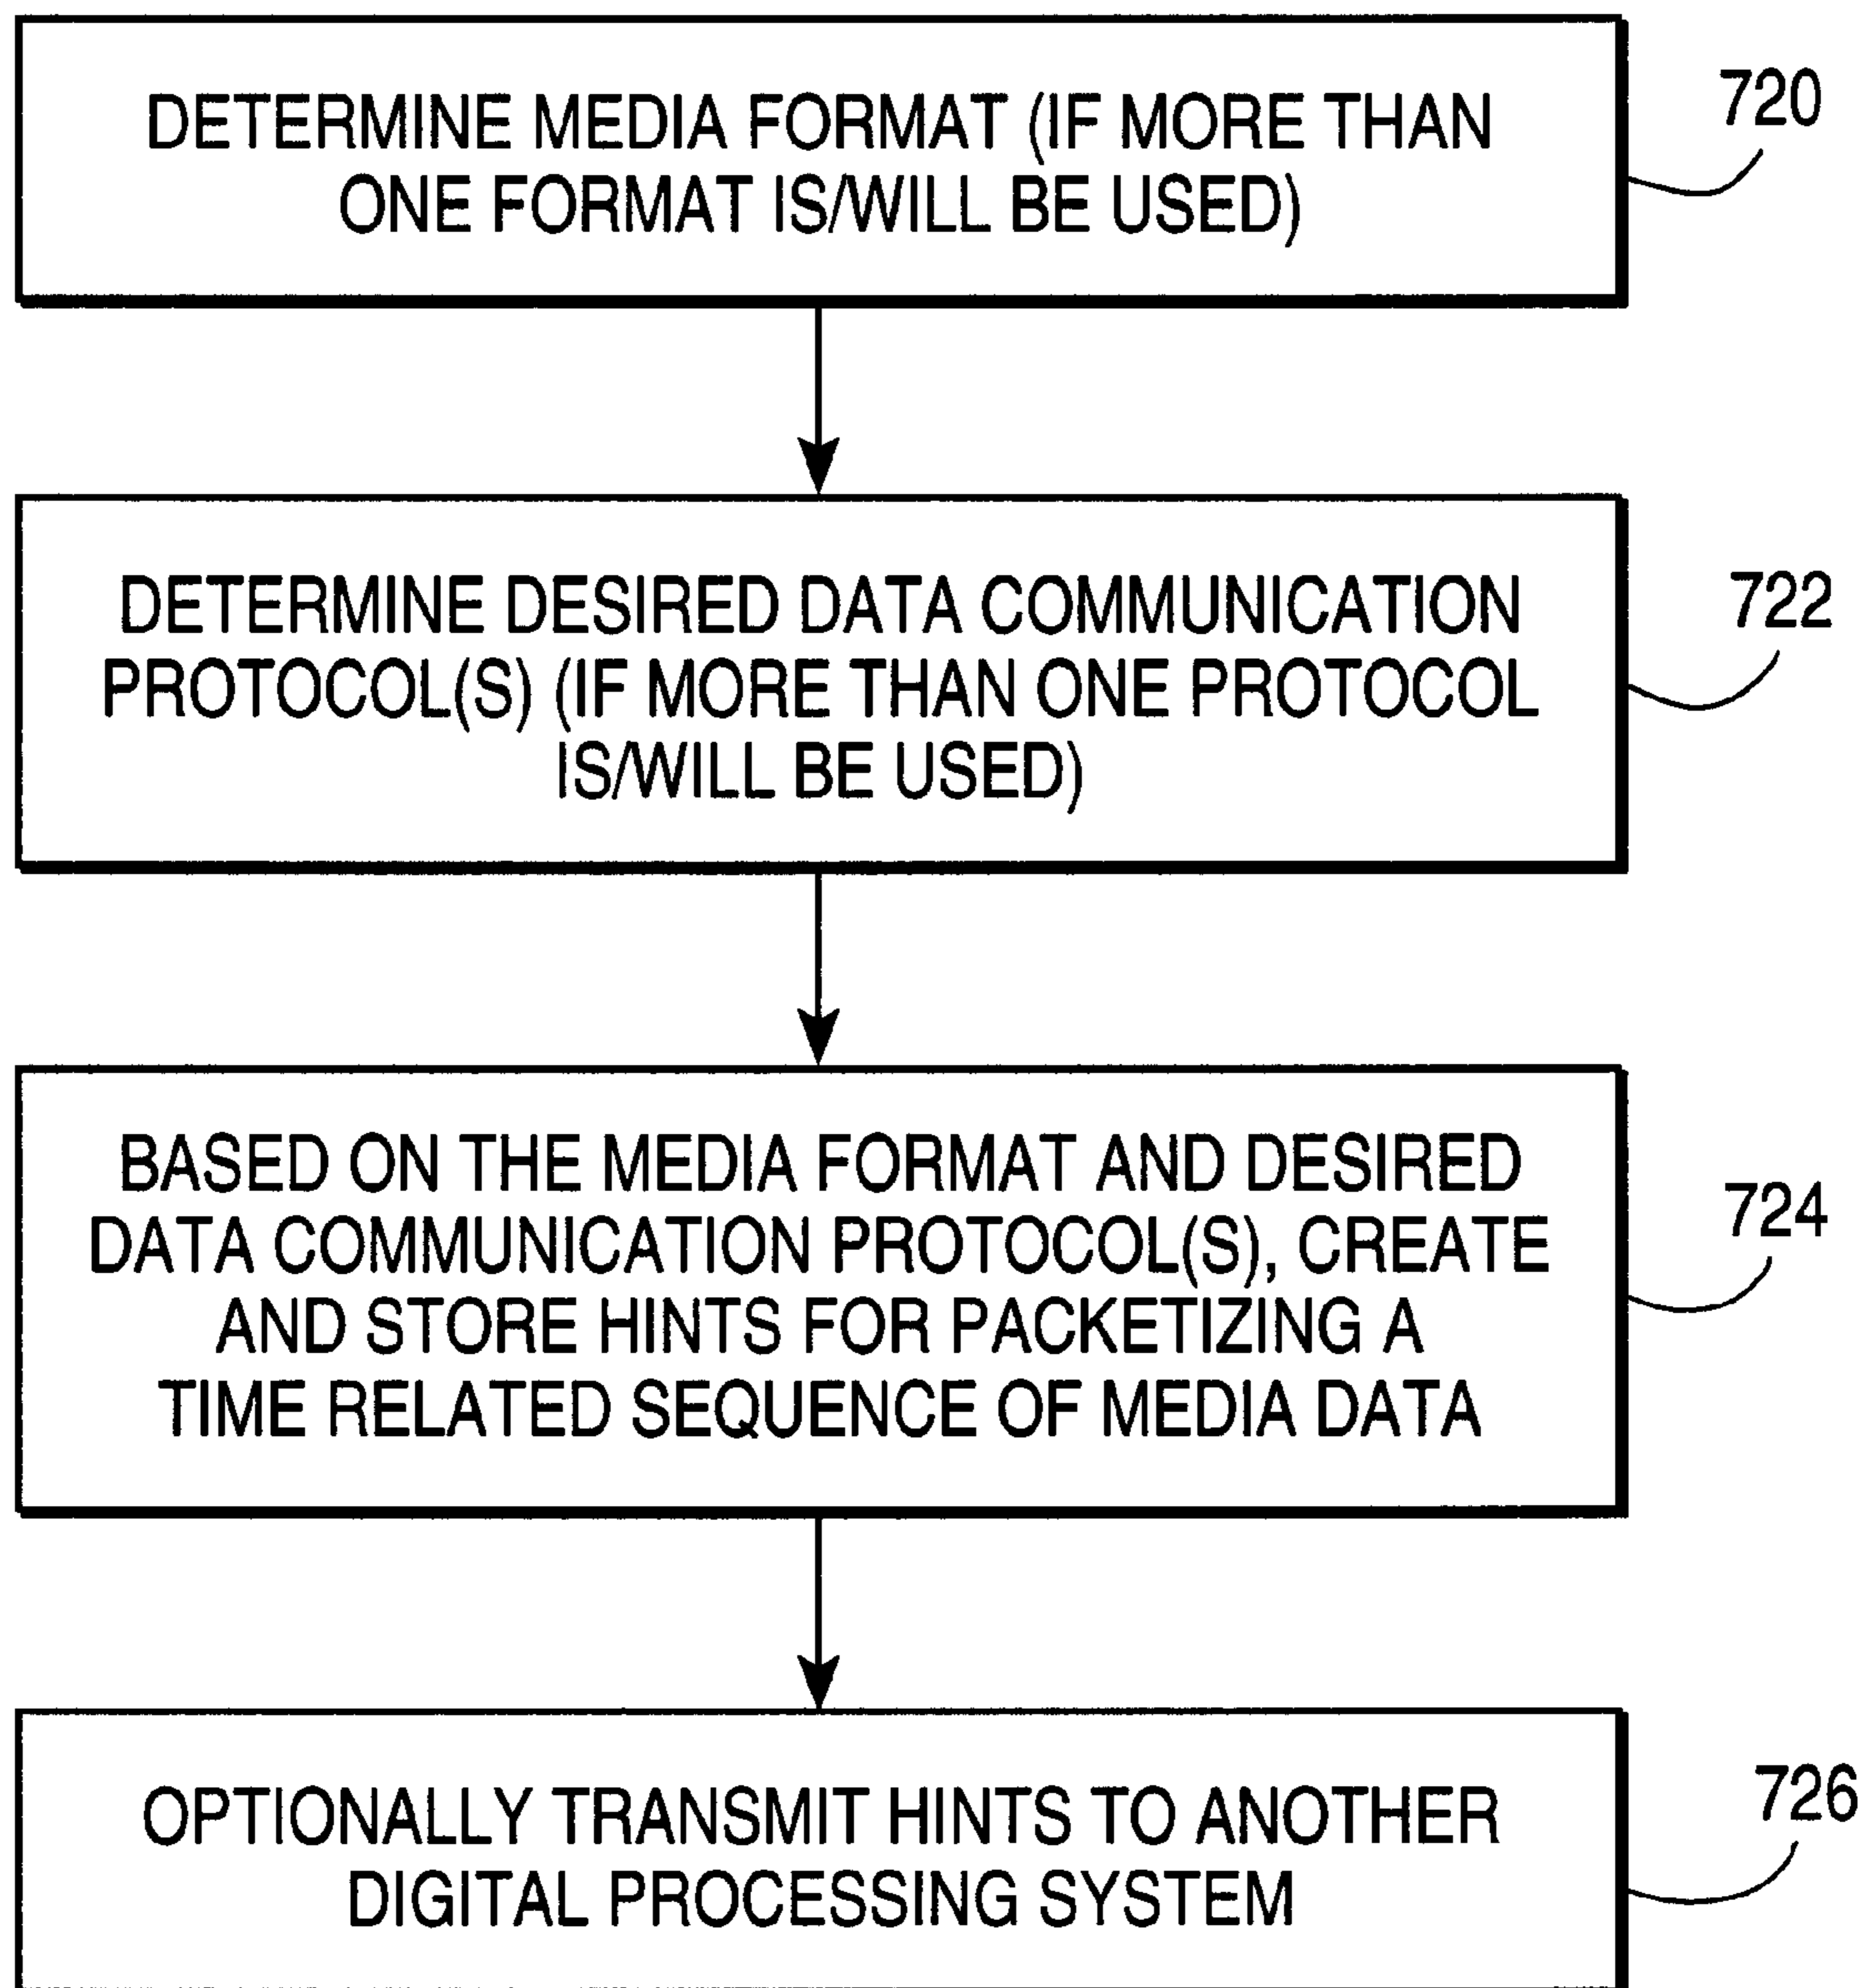 DETERMINE MEDIA FORMAT (IF MORE THAN
ONE FORMAT IS/WILL BE USED)
720
DETERMINE DESIRED DATA COMMUNICATION
PROTOCOL(S) (IF MORE THAN ONE PROTOCOL
IS/WILL BE USED)
722
BASED ON THE MEDIA FORMAT AND DESIRED
DATA COMMUNICATION PROTOCOL(S), CREATE
AND STORE HINTS FOR PACKETIZING A
TIME RELATED SEQUENCE OF MEDIA DATA
724
OPTIONALLY TRANSMIT HINTS TO ANOTHER
DIGITAL PROCESSING SYSTEM
726